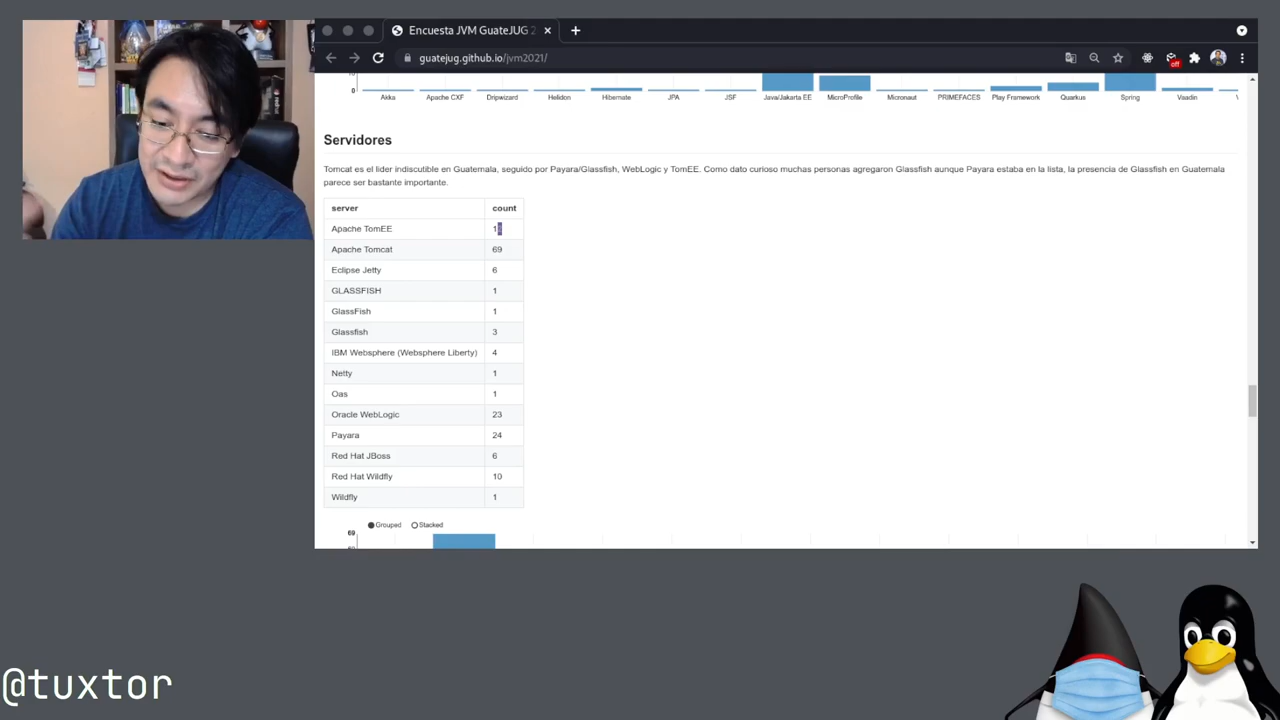 Encuesta JVM GuateJUG 2
guatejug.github.io/jvm2021/
off
0
Akka Apache CXF Dripwizard Helidon Hibernate JPA JSF Java/Jakarta EE MicroProfile Micronaut PRIMEFACES Play Framework Quarkus Spring Vaadin
Servidores
Tomcat es el lider indiscutible en Guatemala, seguido por Payara/Glassfish, WebLogic y TomEE. Como dato curioso muchas personas agregaron Glassfish aunque Payara estaba en la lista, la presencia de Glassfish en Guatemala
parece ser bastante importante.
server count
Apache TomEE
Apache Tomcat 69
Eclipse Jetty 6
GLASSFISH 1
GlassFish 1
Glassfish 3
IBM Websphere (Websphere Liberty) 4
Netty 1
Oas 1
Oracle WebLogic 23
Payara 24
Red Hat JBoss 6
Red Hat Wildfly 10
Wildfly 1
Grouped Stacked
69
@tuxtor